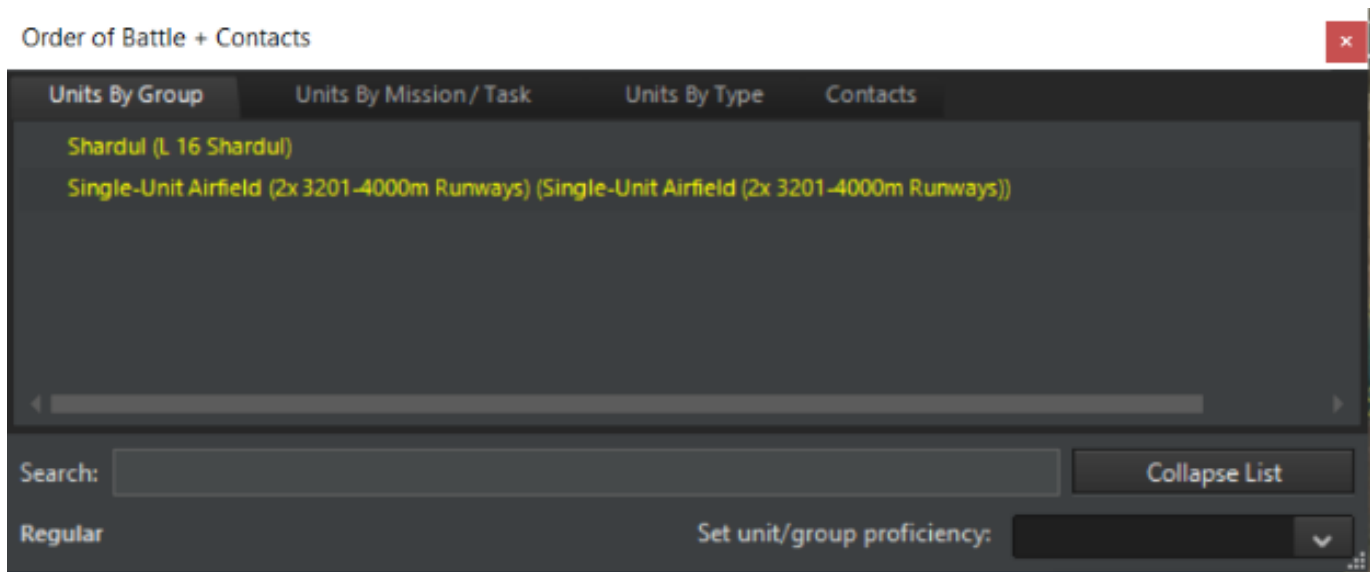 Order of Battle + Contacts
Units By Group Units By Mission / Task Units By Type Contacts
Shardul (L 16 Shardul)
Single-Unit Airfield (2x 3201-4000m Runways) (Single-Unit Airfield (2x 3201-4000m Runways))
Search: Collapse List
Regular Set unit/group proficiency: